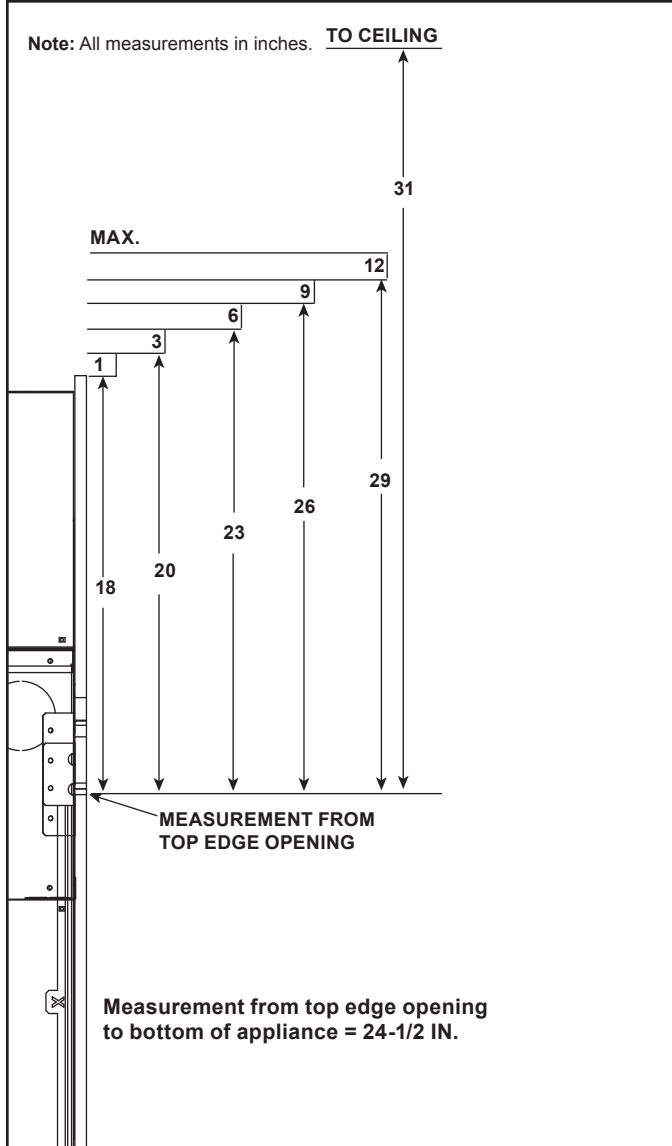 Note: All measurements in inches.
TO CEILING
31
MAX.
12
9
6
3
1
29
26
23
20
18
MEASUREMENT FROM
TOP EDGE OPENING
Measurement from top edge opening
to bottom of appliance = 24-1/2 IN.